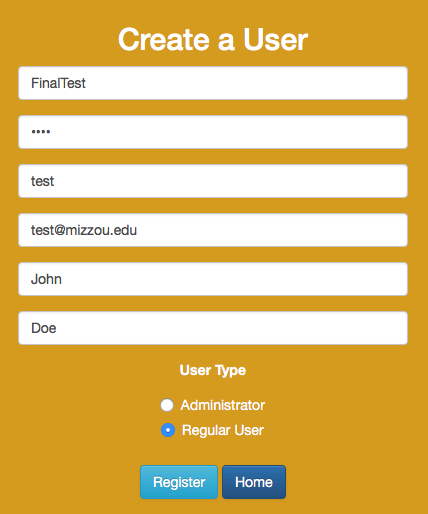 Create a User
FinalTest
••••
test
test@mizzou.edu
John
Doe
User Type
Administrator
Regular User
Register Home